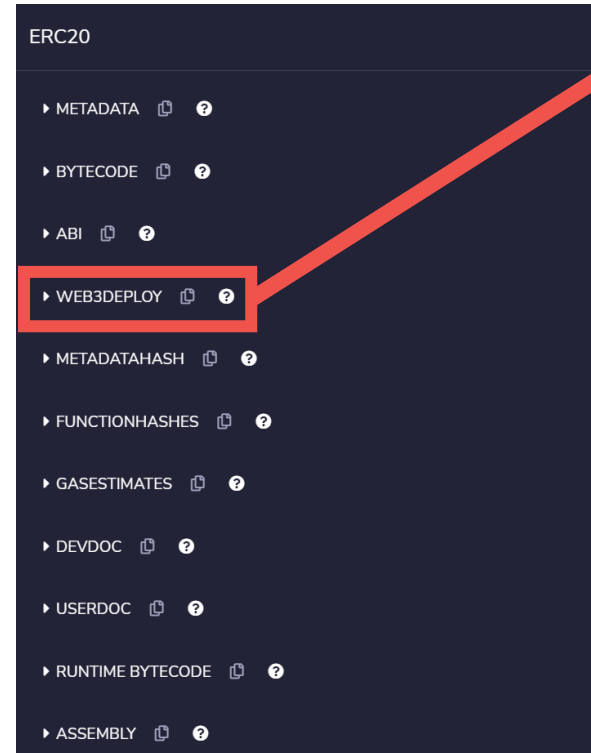 ERC20
METADATA
BYTECODE
ABI
WEB3DEPLOY
METADATAHASH
FUNCTIONHASHES
GASESTIMATES
DEVDOC
USERDOC
RUNTIME BYTECODE
ASSEMBLY